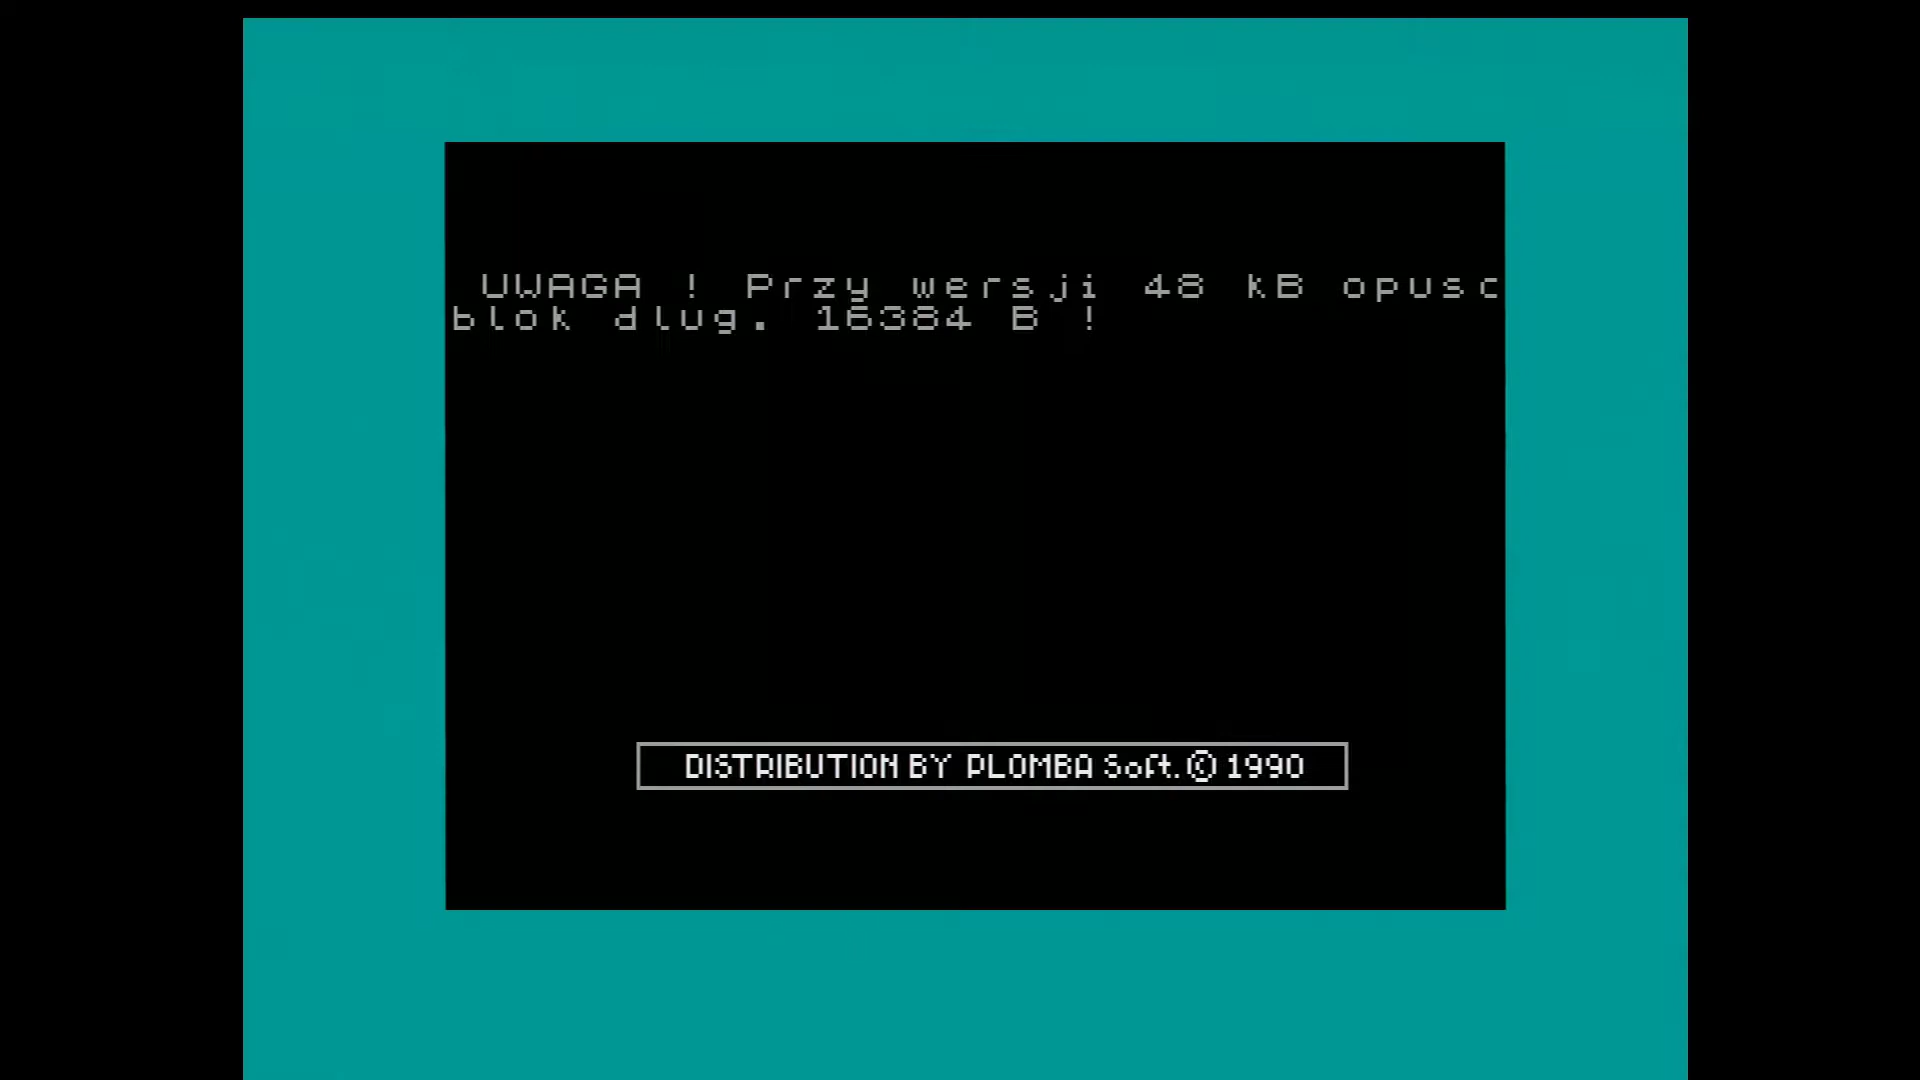 UWAGA ! Przy wersji 48 kB opusc
blok dlug. 16384 B !
DISTRIBUTION BY PLOMBA Soft.© 1990